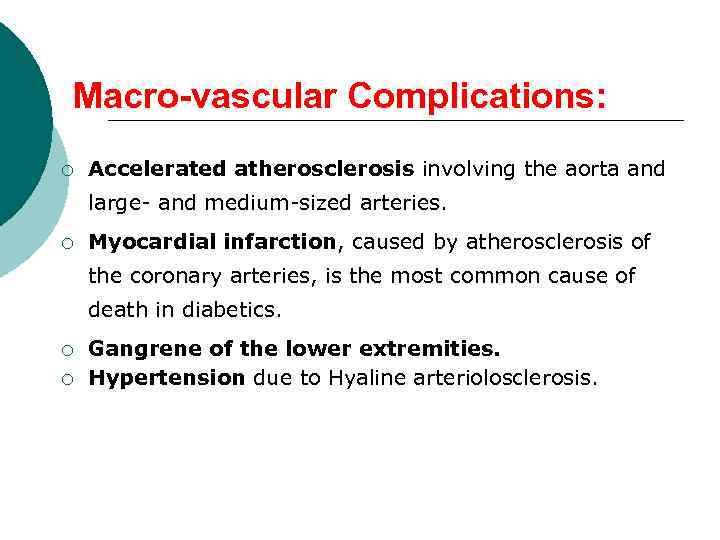 Macro-vascular Complications:
○ Accelerated atherosclerosis involving the aorta and
large- and medium-sized arteries.
○ Myocardial infarction, caused by atherosclerosis of
the coronary arteries, is the most common cause of
death in diabetics.
○ Gangrene of the lower extremities.
○ Hypertension due to Hyaline arteriolosclerosis.